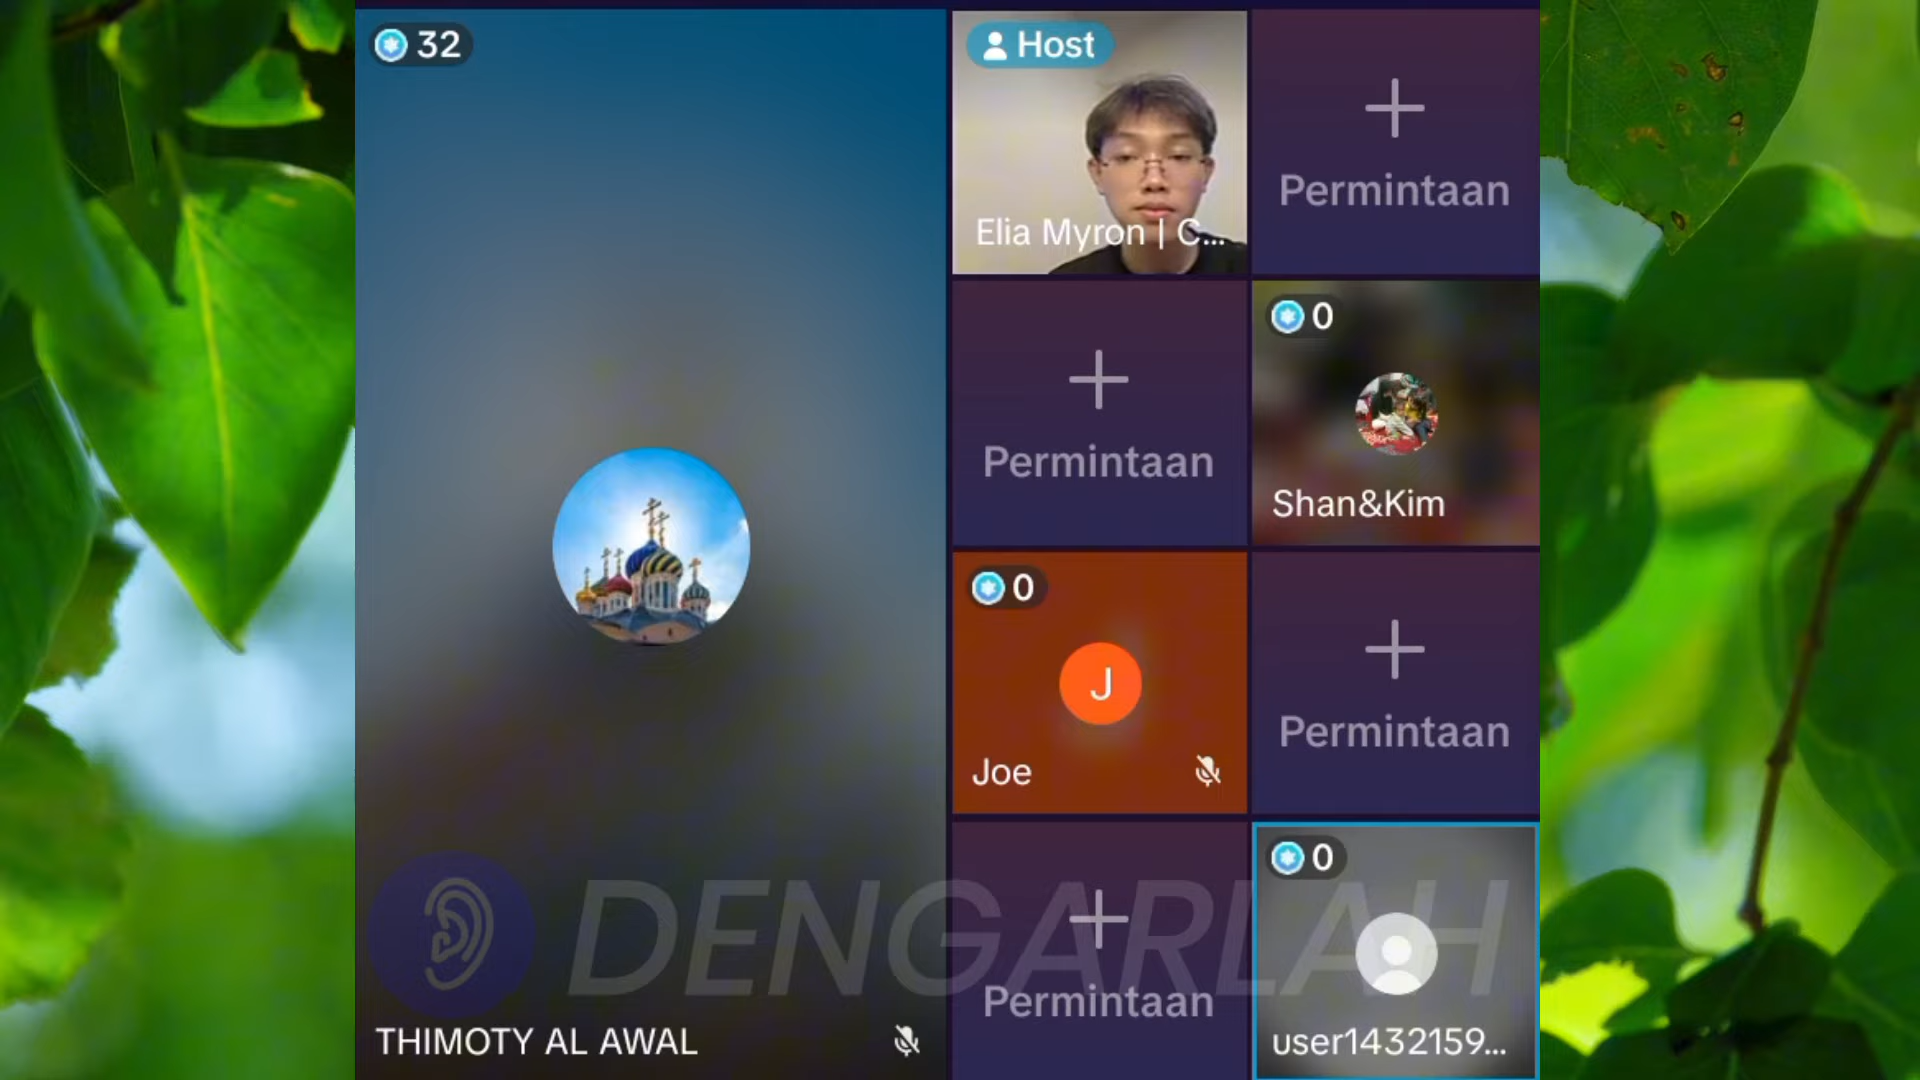 32
Host
Elia Myron | C...
Permintaan
Permintaan
0
Shan&Kim
0
J
Joe
Permintaan
Permintaan
0
user1432159...
THIMOTY AL AWAL
DENGARLAH